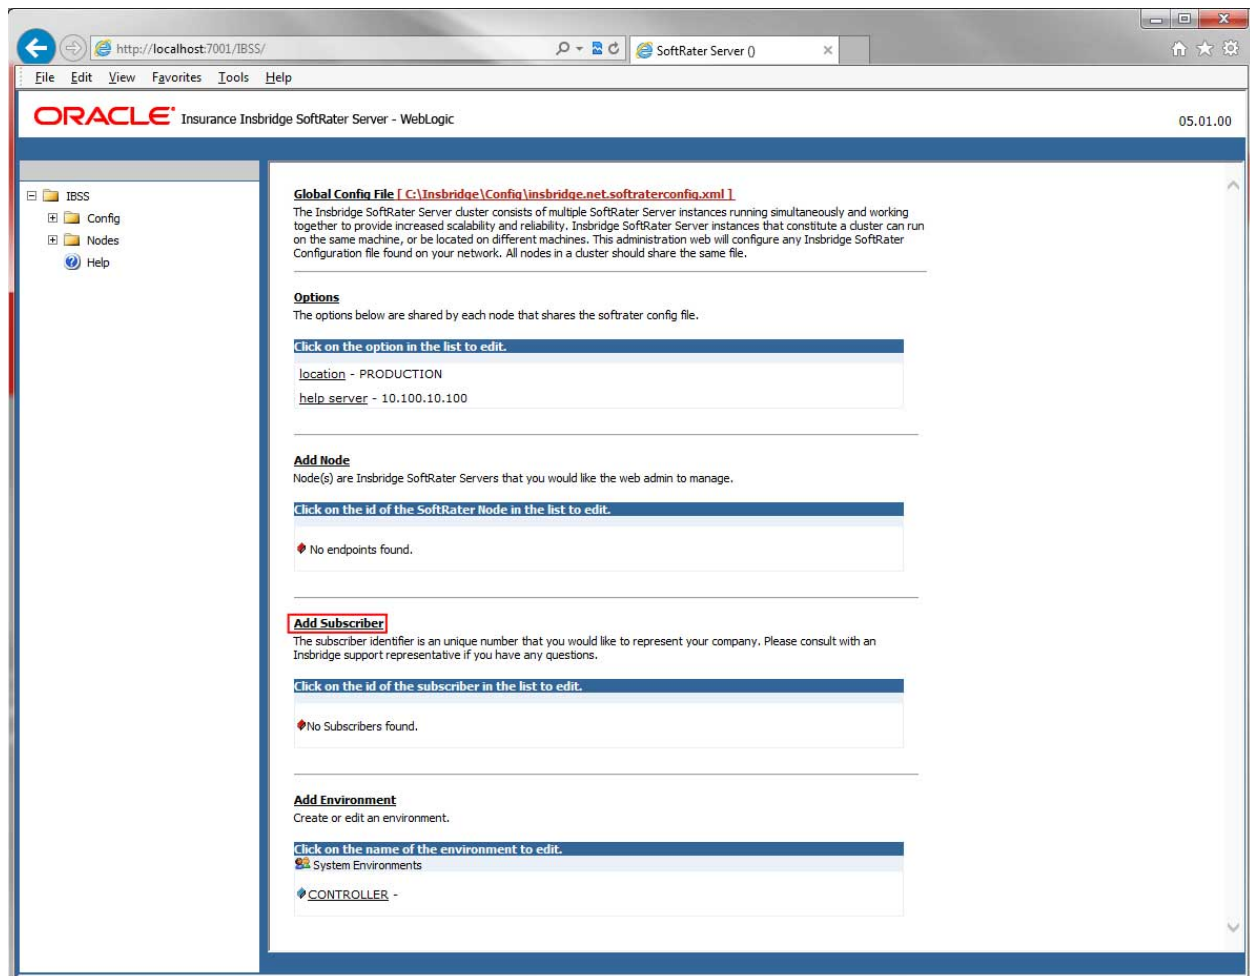 http://localhost:7001/IBSS/
SoftRater Server ()
File Edit View Favorites Tools Help
ORACLE Insurance Insbridge SoftRater Server - WebLogic
05.01.00
IBSS
Config
Nodes
Help
Global Config File [ C:\Insbridge\Config\insbridge.net.softraterconfig.xml ]
The Insbridge SoftRater Server cluster consists of multiple SoftRater Server instances running simultaneously and working
together to provide increased scalability and reliability. Insbridge SoftRater Server instances that constitute a cluster can run
on the same machine, or be located on different machines. This administration web will configure any Insbridge SoftRater
Configuration file found on your network. All nodes in a cluster should share the same file.
Options
The options below are shared by each node that shares the softrater config file.
Click on the option in the list to edit.
location - PRODUCTION
help server - 10.100.10.100
Add Node
Node(s) are Insbridge SoftRater Servers that you would like the web admin to manage.
Click on the id of the SoftRater Node in the list to edit.
No endpoints found.
Add Subscriber
The subscriber identifier is an unique number that you would like to represent your company. Please consult with an
Insbridge support representative if you have any questions.
Click on the id of the subscriber in the list to edit.
No Subscribers found.
Add Environment
Create or edit an environment.
Click on the name of the environment to edit.
System Environments
CONTROLLER -